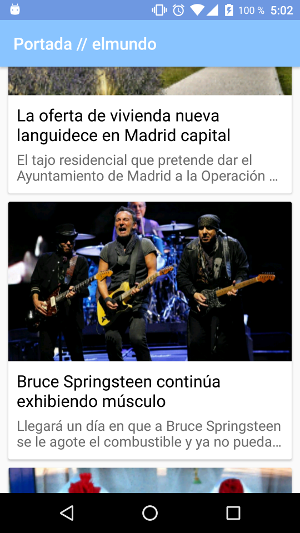 100 % 5:02
Portada // elmundo
La oferta de vivienda nueva
languidece en Madrid capital
El tajo residencial que pretende dar el
Ayuntamiento de Madrid a la Operación ...
Bruce Springsteen continúa
exhibiendo músculo
Llegará un día en que a Bruce Springsteen
se le agote el combustible y ya no pueda...